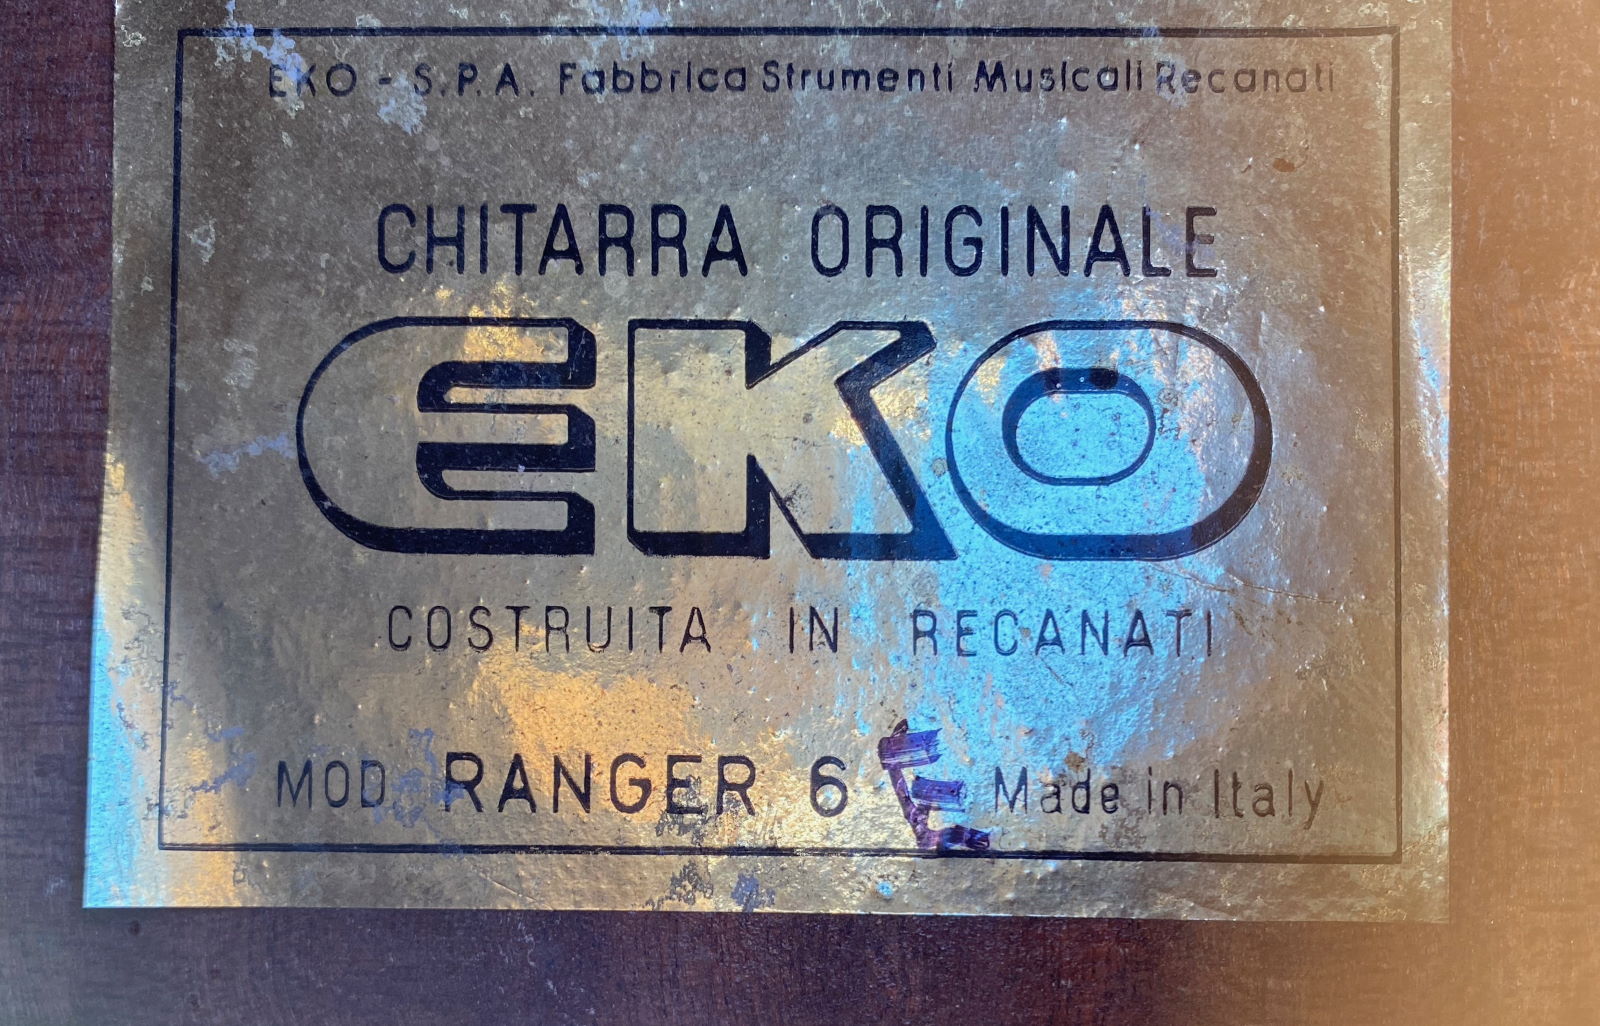 EKO - S.P.A. Fabbrica Strumenti Musicali Recanati
CHITARRA ORIGINALE
EKO
COSTRUITA IN RECANATI
MOD RANGER 6 E Made in Italy